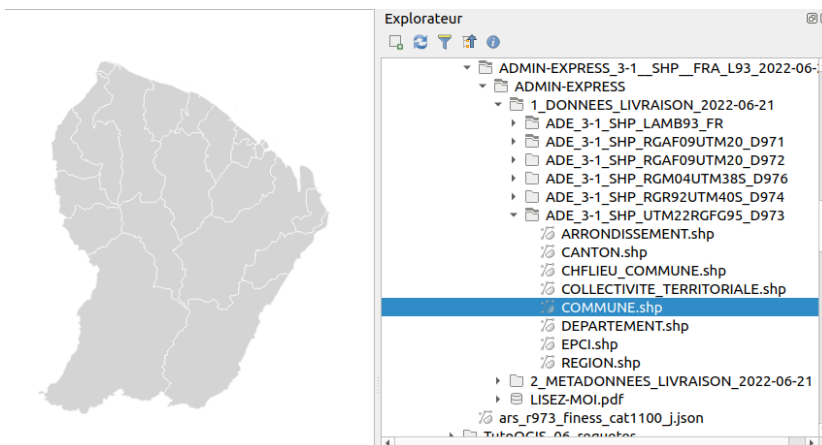 Explorateur
ADMIN-EXPRESS_3-1__SHP__FRA_L93_2022-06-
ADMIN-EXPRESS
1_DONNEES_LIVRAISON_2022-06-21
ADE_3-1_SHP_LAMB93_FR
ADE_3-1_SHP_RGAF09UTM20_D971
ADE_3-1_SHP_RGAF09UTM20_D972
ADE_3-1_SHP_RGM04UTM38S_D976
ADE_3-1_SHP_RGR92UTM40S_D974
ADE_3-1_SHP_UTM22RGFG95_D973
ARRONDISSEMENT.shp
CANTON.shp
CHFLIEU_COMMUNE.shp
COLLECTIVITE_TERRITORIALE.shp
COMMUNE.shp
DEPARTEMENT.shp
EPCI.shp
REGION.shp
2_METADONNEES_LIVRAISON_2022-06-21
LISEZ-MOI.pdf
ars_r973_finess_cat1100_j.json
TutoQGIS_06_requetes